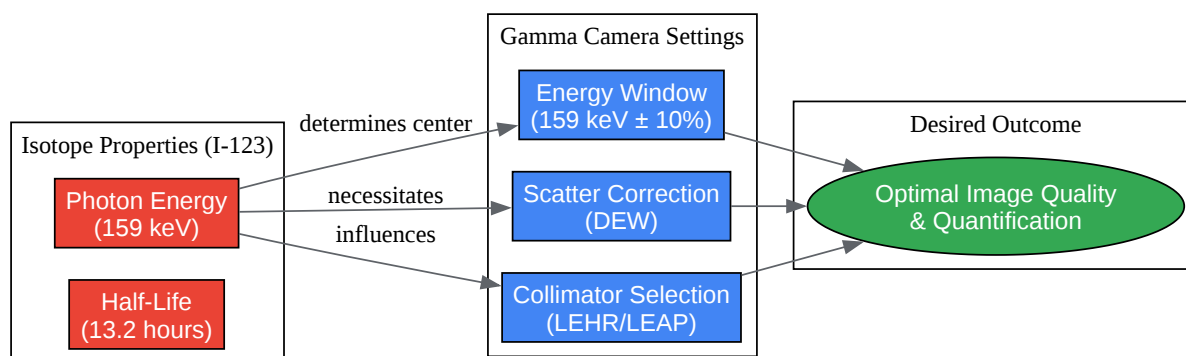 Isotope Properties (I-123)
Photon Energy
(159 keV)
Half-Life
(13.2 hours)
determines center
necessitates
influences
Gamma Camera Settings
Energy Window
(159 keV ± 10%)
Scatter Correction
(DEW)
Collimator Selection
(LEHR/LEAP)
Desired Outcome
Optimal Image Quality
& Quantification